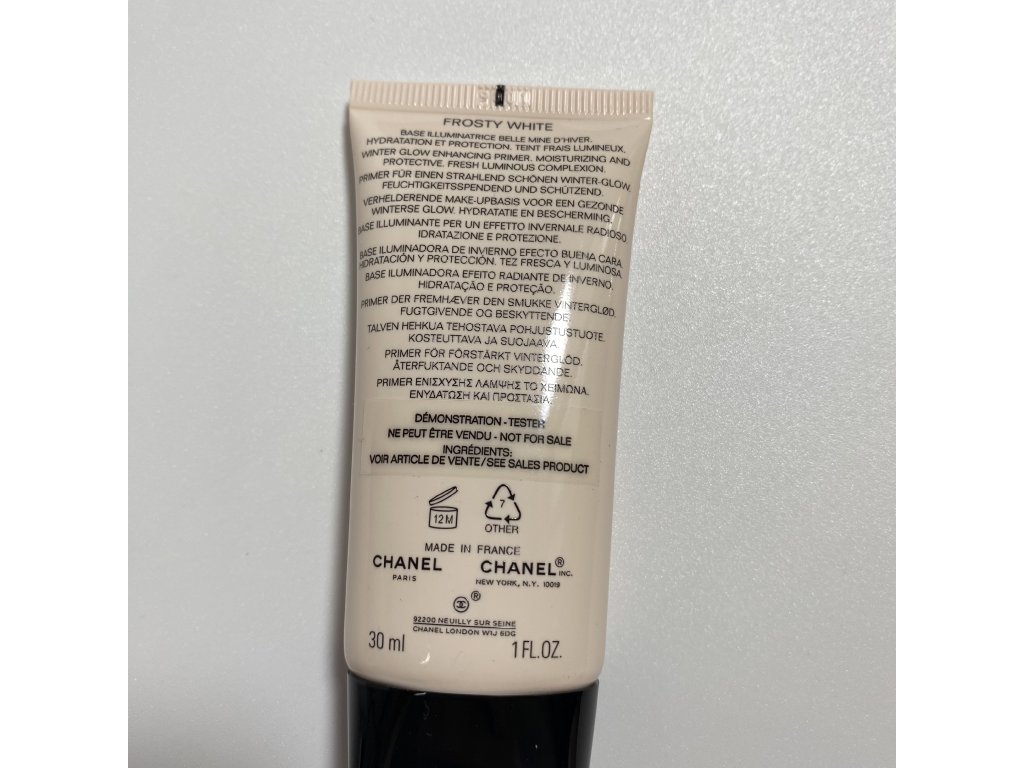 FROSTY WHITE
BASE ILLUMINATRICE BELLE MINE D'HIVER.
HYDRATATION ET PROTECTION. TEINT FRAIS LUMINEUX.
WINTER GLOW ENHANCING PRIMER. MOISTURIZING AND
PROTECTIVE. FRESH LUMINOUS COMPLEXION.
PRIMER FÜR EINEN STRAHLEND SCHÖNEN WINTER-GLOW.
FEUCHTIGKEITSSPENDEND UND SCHÜTZEND.
VERHELDERENDE MAKE-UPBASIS VOOR EEN GEZONDE
WINTERSE GLOW. HYDRATATIE EN BESCHERMING.
BASE ILLUMINANTE PER UN EFFETTO INVERNALE RADIOSO
IDRATAZIONE E PROTEZIONE.
BASE ILUMINADORA DE INVIERNO EFECTO BUENA CARA
HIDRATACIÓN Y PROTECCIÓN. TEZ FRESCA Y LUMINOSA.
BASE ILUMINADORA EFEITO RADIANTE DE INVERNO.
HIDRATAÇÃO E PROTEÇÃO.
PRIMER DER FREMHÆVER DEN SMUKKE VINTERGLØD.
FUGTGIVENDE OG BESKYTTENDE.
TALVEN HEHKUA TEHOSTAVA POHJUSTUSTUOTE.
KOSTEUTTAVA JA SUOJAAVA.
PRIMER FÖR FÖRSTÄRKT VINTERGLÖD.
ÅTERFUKTANDE OCH SKYDDANDE.
PRIMER ΕΝΙΣΧΥΣΗΣ ΛΑΜΨΗΣ ΤΟ ΧΕΙΜΩΝΑ.
ΕΝΥΔΑΤΩΣΗ ΚΑΙ ΠΡΟΣΤΑΣΙΑ.
DÉMONSTRATION - TESTER
NE PEUT ÊTRE VENDU - NOT FOR SALE
INGRÉDIENTS:
VOIR ARTICLE DE VENTE / SEE SALES PRODUCT
12 M
7
OTHER
MADE IN FRANCE
CHANEL CHANEL® INC.
PARIS NEW YORK, N.Y. 10019
®
92200 NEUILLY SUR SEINE
CHANEL LONDON W1J 6DG
30 ml 1 FL.OZ.